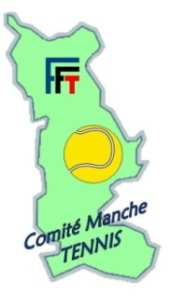 FFT
Comité Manche
TENNIS